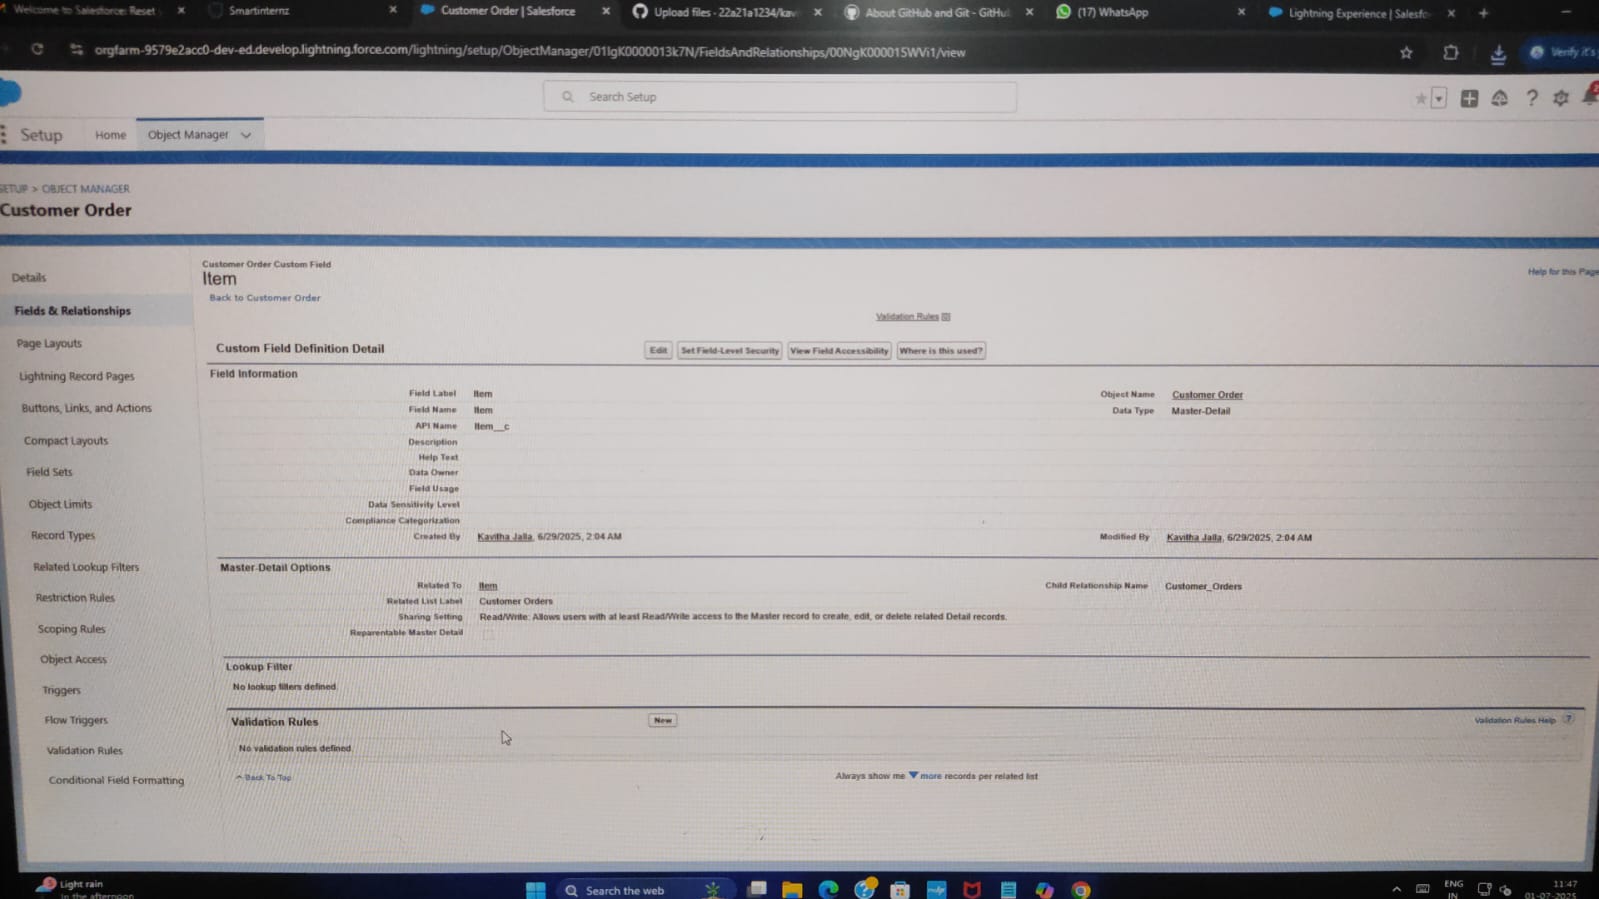 Welcome to Salesforce: Reset
Smartinternz
Customer Order | Salesforce
Upload files · 22a21a1234/kavi
About GitHub and Git - GitHu
(17) WhatsApp
Lightning Experience | Salesfo
orgfarm-9579e2acc0-dev-ed.develop.lightning.force.com/lightning/setup/ObjectManager/01IgK0000013k7N/FieldsAndRelationships/00NgK000015WVi1/view
Verify it's
Search Setup
Setup
Home
Object Manager
SETUP > OBJECT MANAGER
Customer Order
Details
Fields & Relationships
Page Layouts
Lightning Record Pages
Buttons, Links, and Actions
Compact Layouts
Field Sets
Object Limits
Record Types
Related Lookup Filters
Restriction Rules
Scoping Rules
Object Access
Triggers
Flow Triggers
Validation Rules
Conditional Field Formatting
Customer Order Custom Field
Item
Back to Customer Order
Help for this Page
Validation Rules [0]
Custom Field Definition Detail
Edit
Set Field-Level Security
View Field Accessibility
Where is this used?
Field Information
Field Label Item
Object Name Customer Order
Field Name Item
Data Type Master-Detail
API Name Item__c
Description
Help Text
Data Owner
Field Usage
Data Sensitivity Level
Compliance Categorization
Created By Kavitha Jalla, 6/29/2025, 2:04 AM
Modified By Kavitha Jalla, 6/29/2025, 2:04 AM
Master-Detail Options
Related To Item
Child Relationship Name Customer_Orders
Related List Label Customer Orders
Sharing Setting Read/Write: Allows users with at least Read/Write access to the Master record to create, edit, or delete related Detail records.
Reparentable Master Detail
Lookup Filter
No lookup filters defined.
Validation Rules
New
Validation Rules Help ?
No validation rules defined.
^ Back To Top
Always show me ▼ more records per related list
Light rain
In the afternoon
Search the web
ENG
IN
11:47
01-07-2025